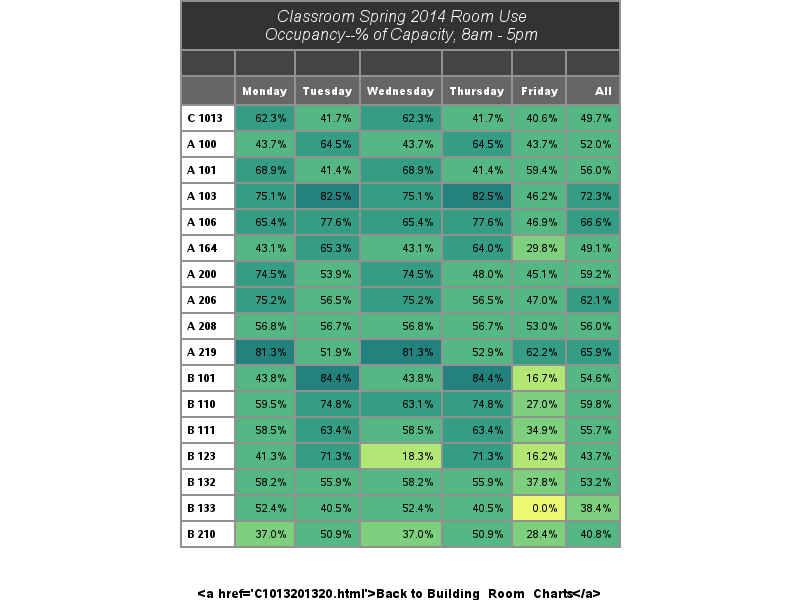 Classroom Spring 2014 Room Use
Occupancy--% of Capacity, 8am - 5pm
Monday Tuesday Wednesday Thursday Friday All
C 1013 62.3% 41.7% 62.3% 41.7% 40.6% 49.7%
A 100 43.7% 64.5% 43.7% 64.5% 43.7% 52.0%
A 101 68.9% 41.4% 68.9% 41.4% 59.4% 56.0%
A 103 75.1% 82.5% 75.1% 82.5% 46.2% 72.3%
A 106 65.4% 77.6% 65.4% 77.6% 46.9% 66.6%
A 164 43.1% 65.3% 43.1% 64.0% 29.8% 49.1%
A 200 74.5% 53.9% 74.5% 48.0% 45.1% 59.2%
A 206 75.2% 56.5% 75.2% 56.5% 47.0% 62.1%
A 208 56.8% 56.7% 56.8% 56.7% 53.0% 56.0%
A 219 81.3% 51.9% 81.3% 52.9% 62.2% 65.9%
B 101 43.8% 84.4% 43.8% 84.4% 16.7% 54.6%
B 110 59.5% 74.8% 63.1% 74.8% 27.0% 59.8%
B 111 58.5% 63.4% 58.5% 63.4% 34.9% 55.7%
B 123 41.3% 71.3% 18.3% 71.3% 16.2% 43.7%
B 132 58.2% 55.9% 58.2% 55.9% 37.8% 53.2%
B 133 52.4% 40.5% 52.4% 40.5% 0.0% 38.4%
B 210 37.0% 50.9% 37.0% 50.9% 28.4% 40.8%
<a href='C1013201320.html'>Back to Building_Room_Charts</a>